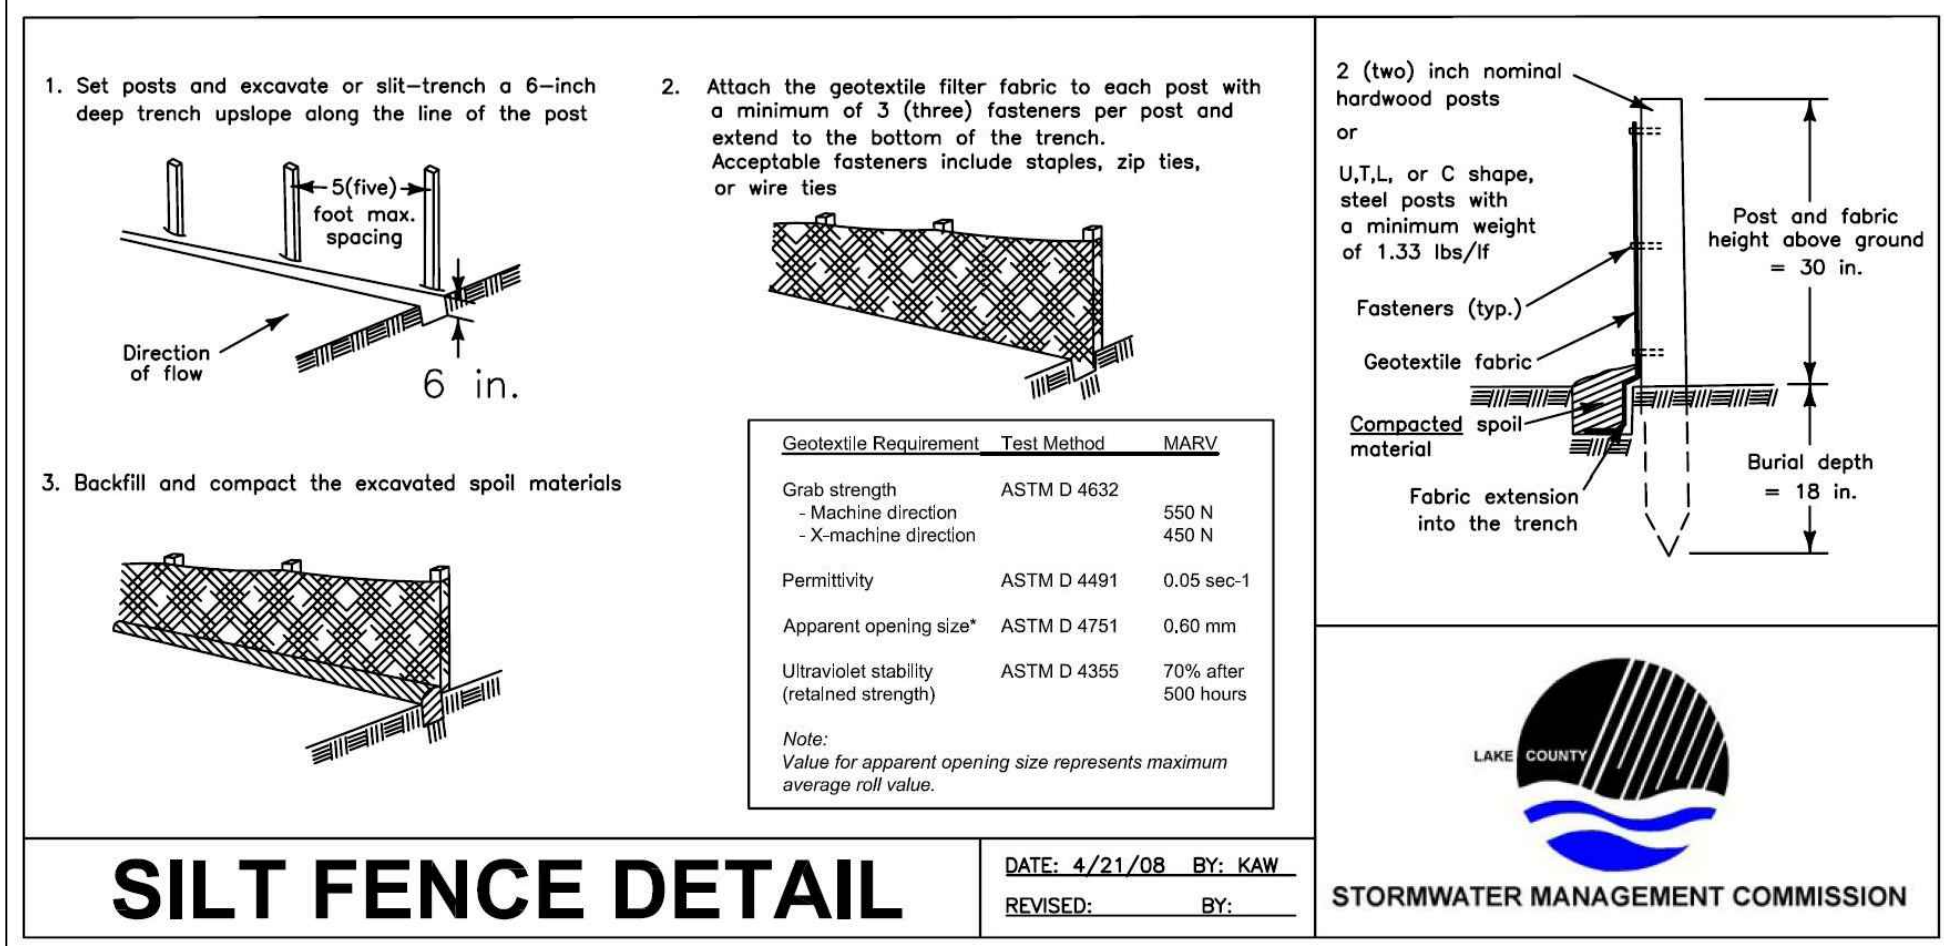 1. Set posts and excavate or slit-trench a 6-inch
deep trench upslope along the line of the post
5(five)
foot max.
spacing
Direction
of flow
6 in.
2. Attach the geotextile filter fabric to each post with
a minimum of 3 (three) fasteners per post and
extend to the bottom of the trench.
Acceptable fasteners include staples, zip ties,
or wire ties
3. Backfill and compact the excavated spoil materials
Geotextile Requirement Test Method MARV
Grab strength ASTM D 4632
- Machine direction 550 N
- X-machine direction 450 N
Permittivity ASTM D 4491 0.05 sec-1
Apparent opening size* ASTM D 4751 0.60 mm
Ultraviolet stability ASTM D 4355 70% after
(retained strength) 500 hours
Note:
Value for apparent opening size represents maximum
average roll value.
2 (two) inch nominal
hardwood posts
or
U,T,L, or C shape,
steel posts with
a minimum weight
of 1.33 lbs/lf
Fasteners (typ.)
Geotextile fabric
Compacted spoil
material
Fabric extension
into the trench
Post and fabric
height above ground
= 30 in.
Burial depth
= 18 in.
SILT FENCE DETAIL
DATE: 4/21/08 BY: KAW
REVISED: BY:
LAKE COUNTY
STORMWATER MANAGEMENT COMMISSION